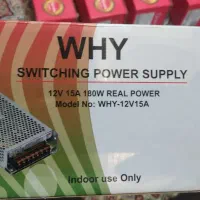 WHY
SWITCHING POWER SUPPLY
12V 15A 180W REAL POWER
Model No: WHY-12V15A
Indoor use Only